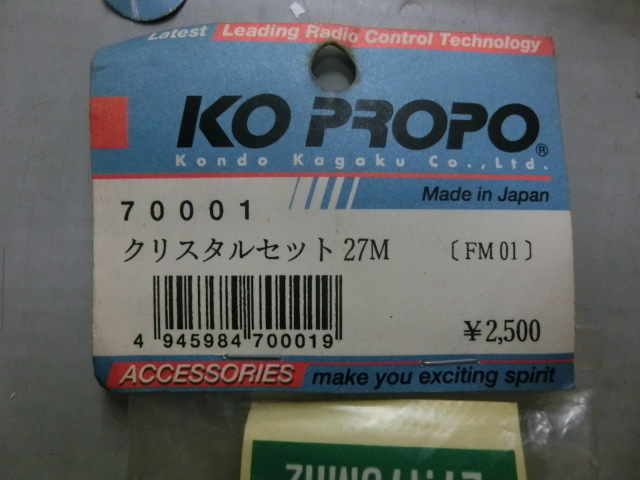 Latest Leading Radio Control Technology
KO PROPO®
Kondo Kagaku Co.,Ltd.
Made in Japan
70001
クリスタルセット 27M 〔FM 01〕
4 945984 700019
¥2,500
ACCESSORIES make you exciting spirit